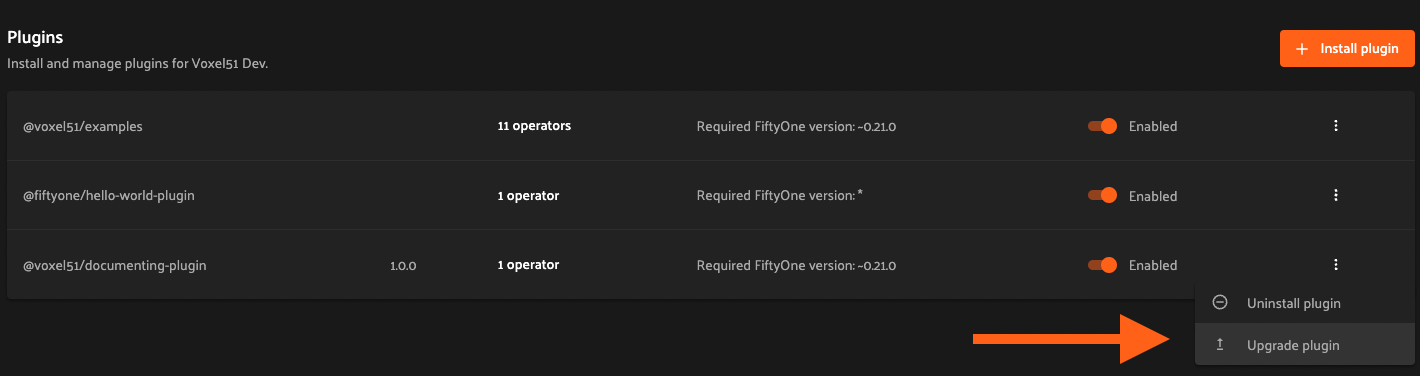 Plugins
Install and manage plugins for Voxel51 Dev.
Install plugin
@voxel51/examples 11 operators Required FiftyOne version: ~0.21.0 Enabled
@fiftyone/hello-world-plugin 1 operator Required FiftyOne version: * Enabled
@voxel51/documenting-plugin 1.0.0 1 operator Required FiftyOne version: ~0.21.0 Enabled
Uninstall plugin
Upgrade plugin